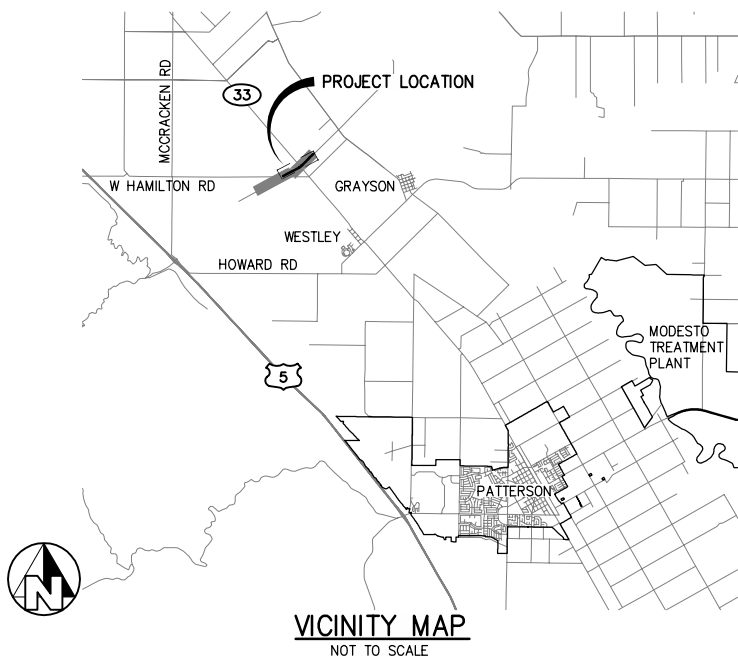 MCCRACKEN RD
33
PROJECT LOCATION
W HAMILTON RD
GRAYSON
WESTLEY
HOWARD RD
MODESTO
TREATMENT
PLANT
5
PATTERSON
N
VICINITY MAP
NOT TO SCALE